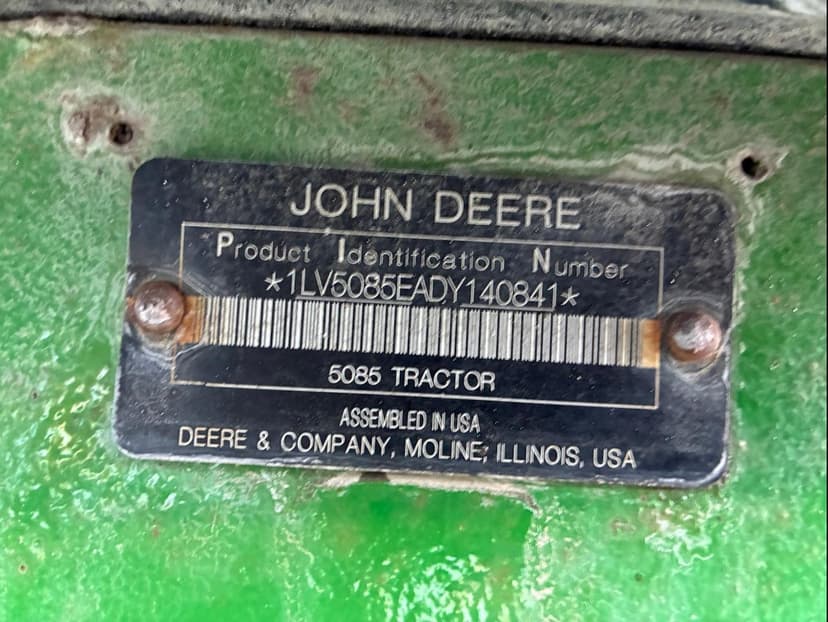 JOHN DEERE
Product Identification Number
*1LV5085EADY140841*
5085 TRACTOR
ASSEMBLED IN USA
DEERE & COMPANY, MOLINE, ILLINOIS, USA